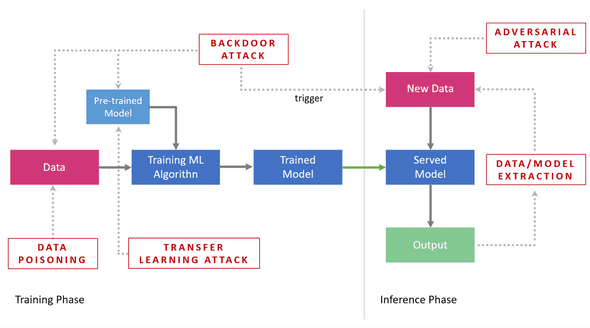 BACKDOOR
ATTACK
ADVERSARIAL
ATTACK
Pre-trained
Model
trigger
New Data
Data
Training ML
Algorithn
Trained
Model
Served
Model
DATA/MODEL
EXTRACTION
DATA
POISONING
TRANSFER
LEARNING ATTACK
Output
Training Phase
Inference Phase